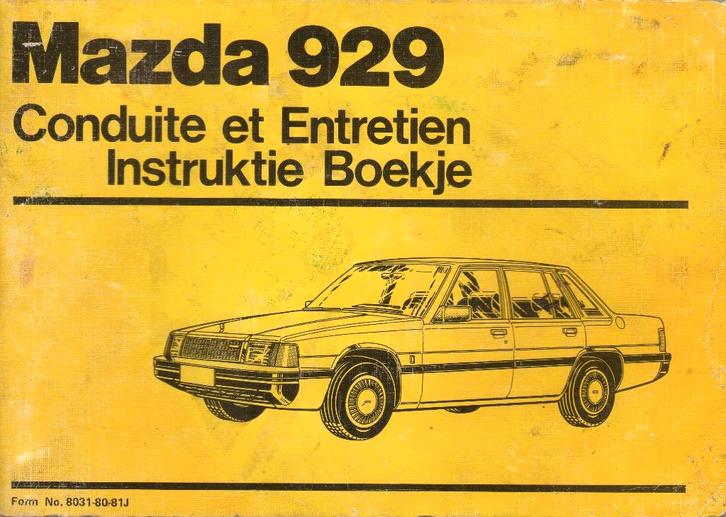 Mazda 929
Conduite et Entretien
Instruktie Boekje
Form No. 8031-80-81J